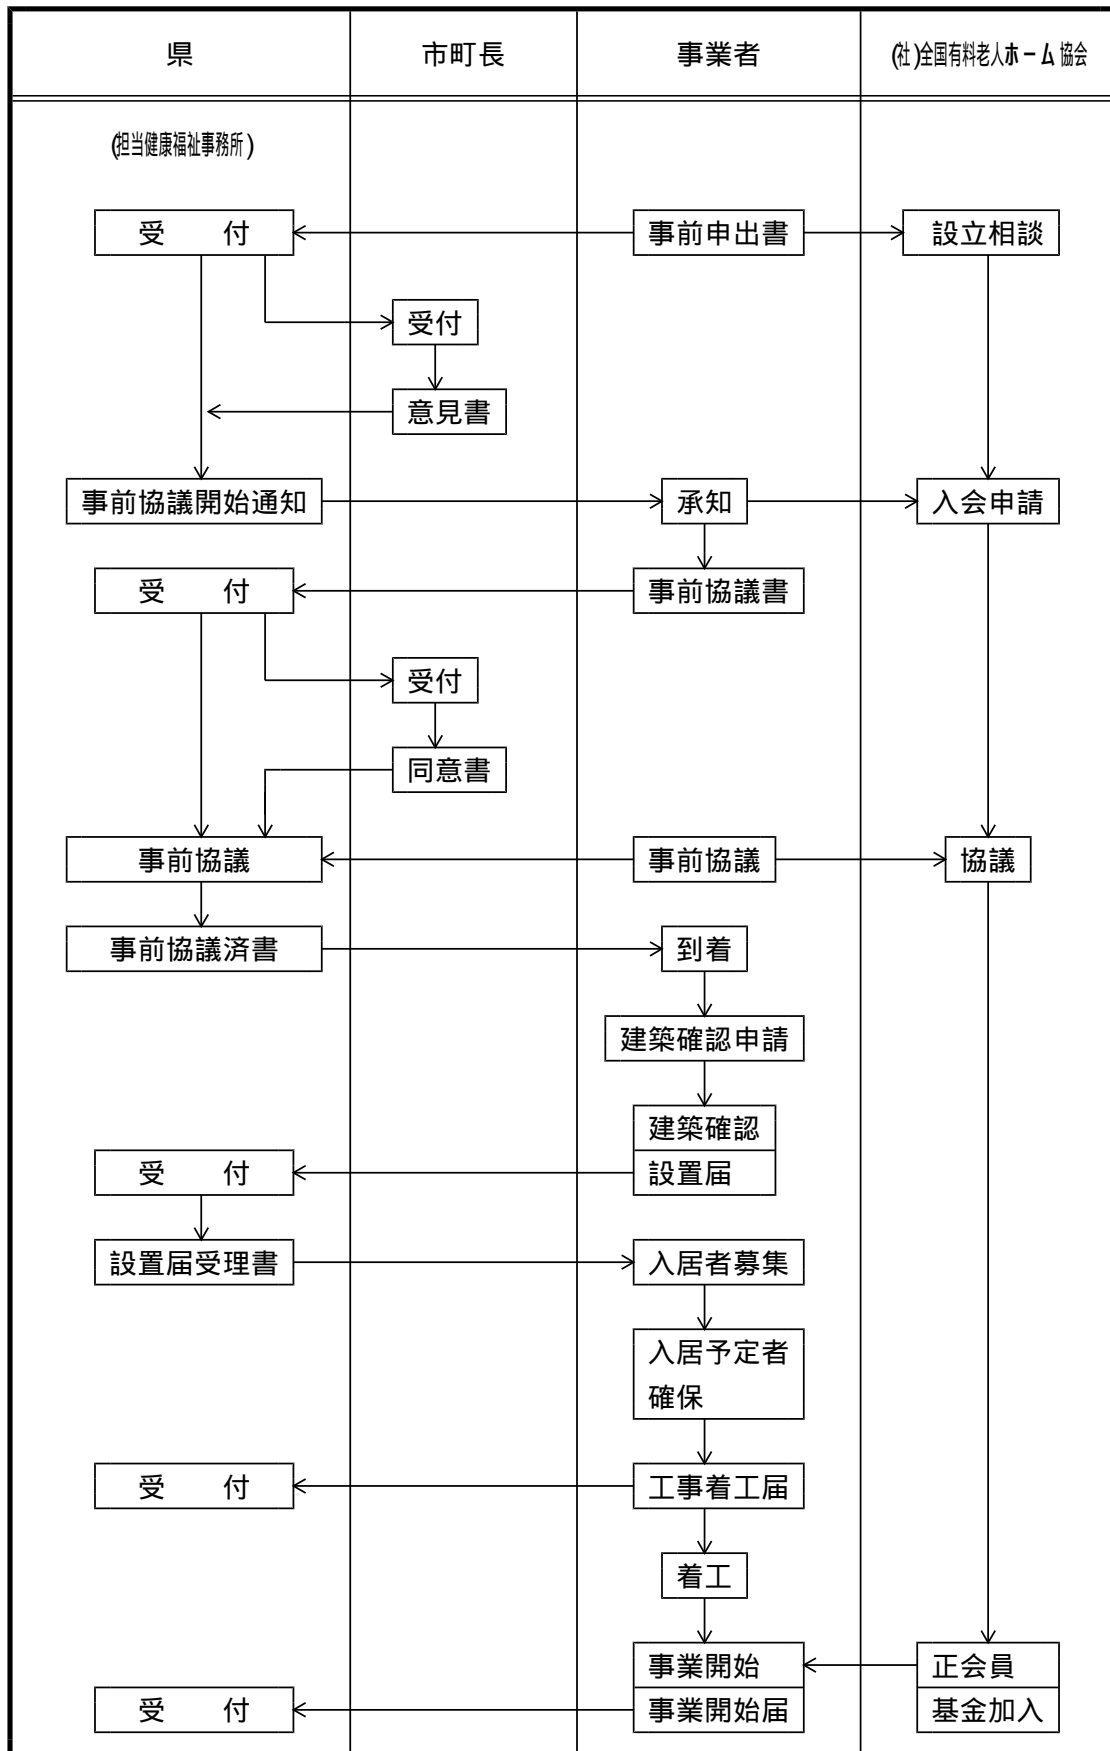 県 市町長 事業者 (社)全国有料老人ホーム協会
(担当健康福祉事務所)
受　付 事前申出書 設立相談
受付
意見書
事前協議開始通知 承知 入会申請
受　付 事前協議書
受付
同意書
事前協議 事前協議 協議
事前協議済書 到着
建築確認申請
建築確認
受　付 設置届
設置届受理書 入居者募集
入居予定者
確保
受　付 工事着工届
着工
事業開始 正会員
受　付 事業開始届 基金加入